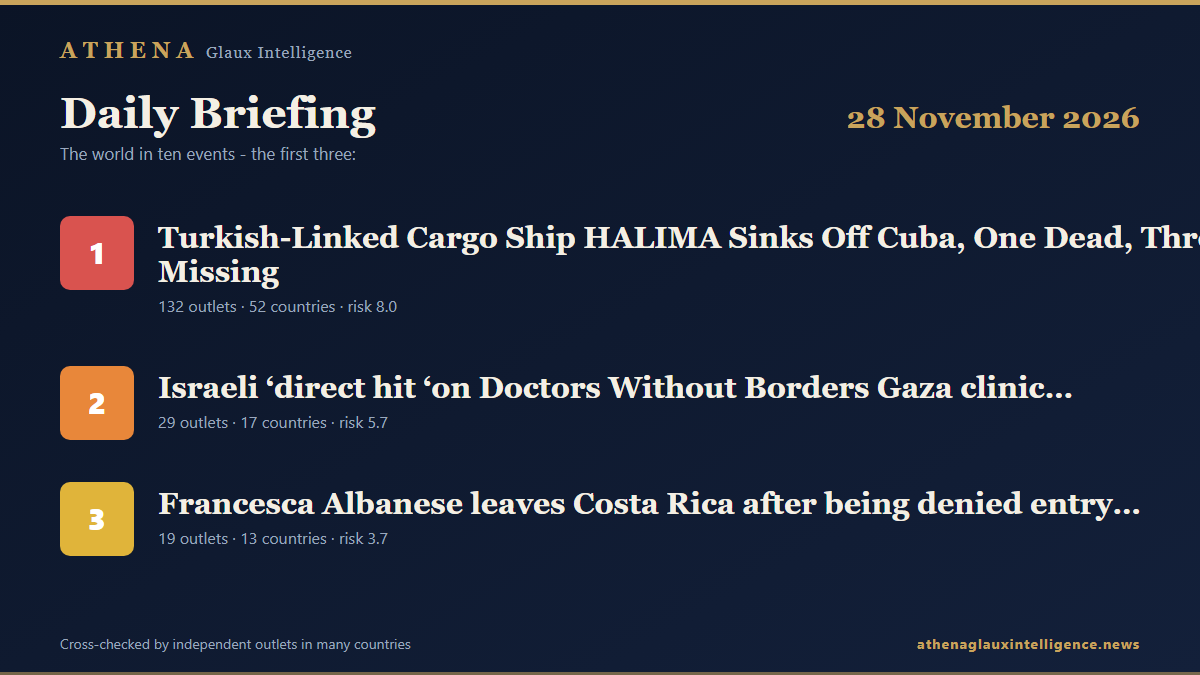 ATHENA Glaux Intelligence
Daily Briefing
28 November 2026
The world in ten events - the first three:
1
Turkish-Linked Cargo Ship HALIMA Sinks Off Cuba, One Dead,
Missing
132 outlets · 52 countries · risk 8.0
2
Israeli ‘direct hit ‘on Doctors Without Borders Gaza clinic...
29 outlets · 17 countries · risk 5.7
3
Francesca Albanese leaves Costa Rica after being denied entry...
19 outlets · 13 countries · risk 3.7
Cross-checked by independent outlets in many countries
athenaglauxintelligence.news